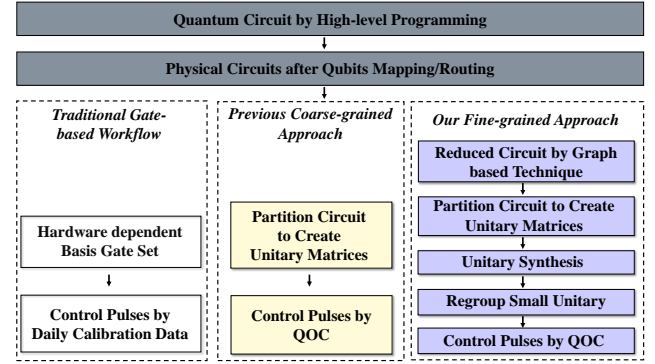 Quantum Circuit by High-level Programming
Physical Circuits after Qubits Mapping/Routing
Traditional Gate-
based Workflow
Hardware dependent
Basis Gate Set
Control Pulses by
Daily Calibration Data
Previous Coarse-grained
Approach
Partition Circuit
to Create
Unitary Matrices
Control Pulses by
QOC
Our Fine-grained Approach
Reduced Circuit by Graph
based Technique
Partition Circuit to Create
Unitary Matrices
Unitary Synthesis
Regroup Small Unitary
Control Pulses by QOC